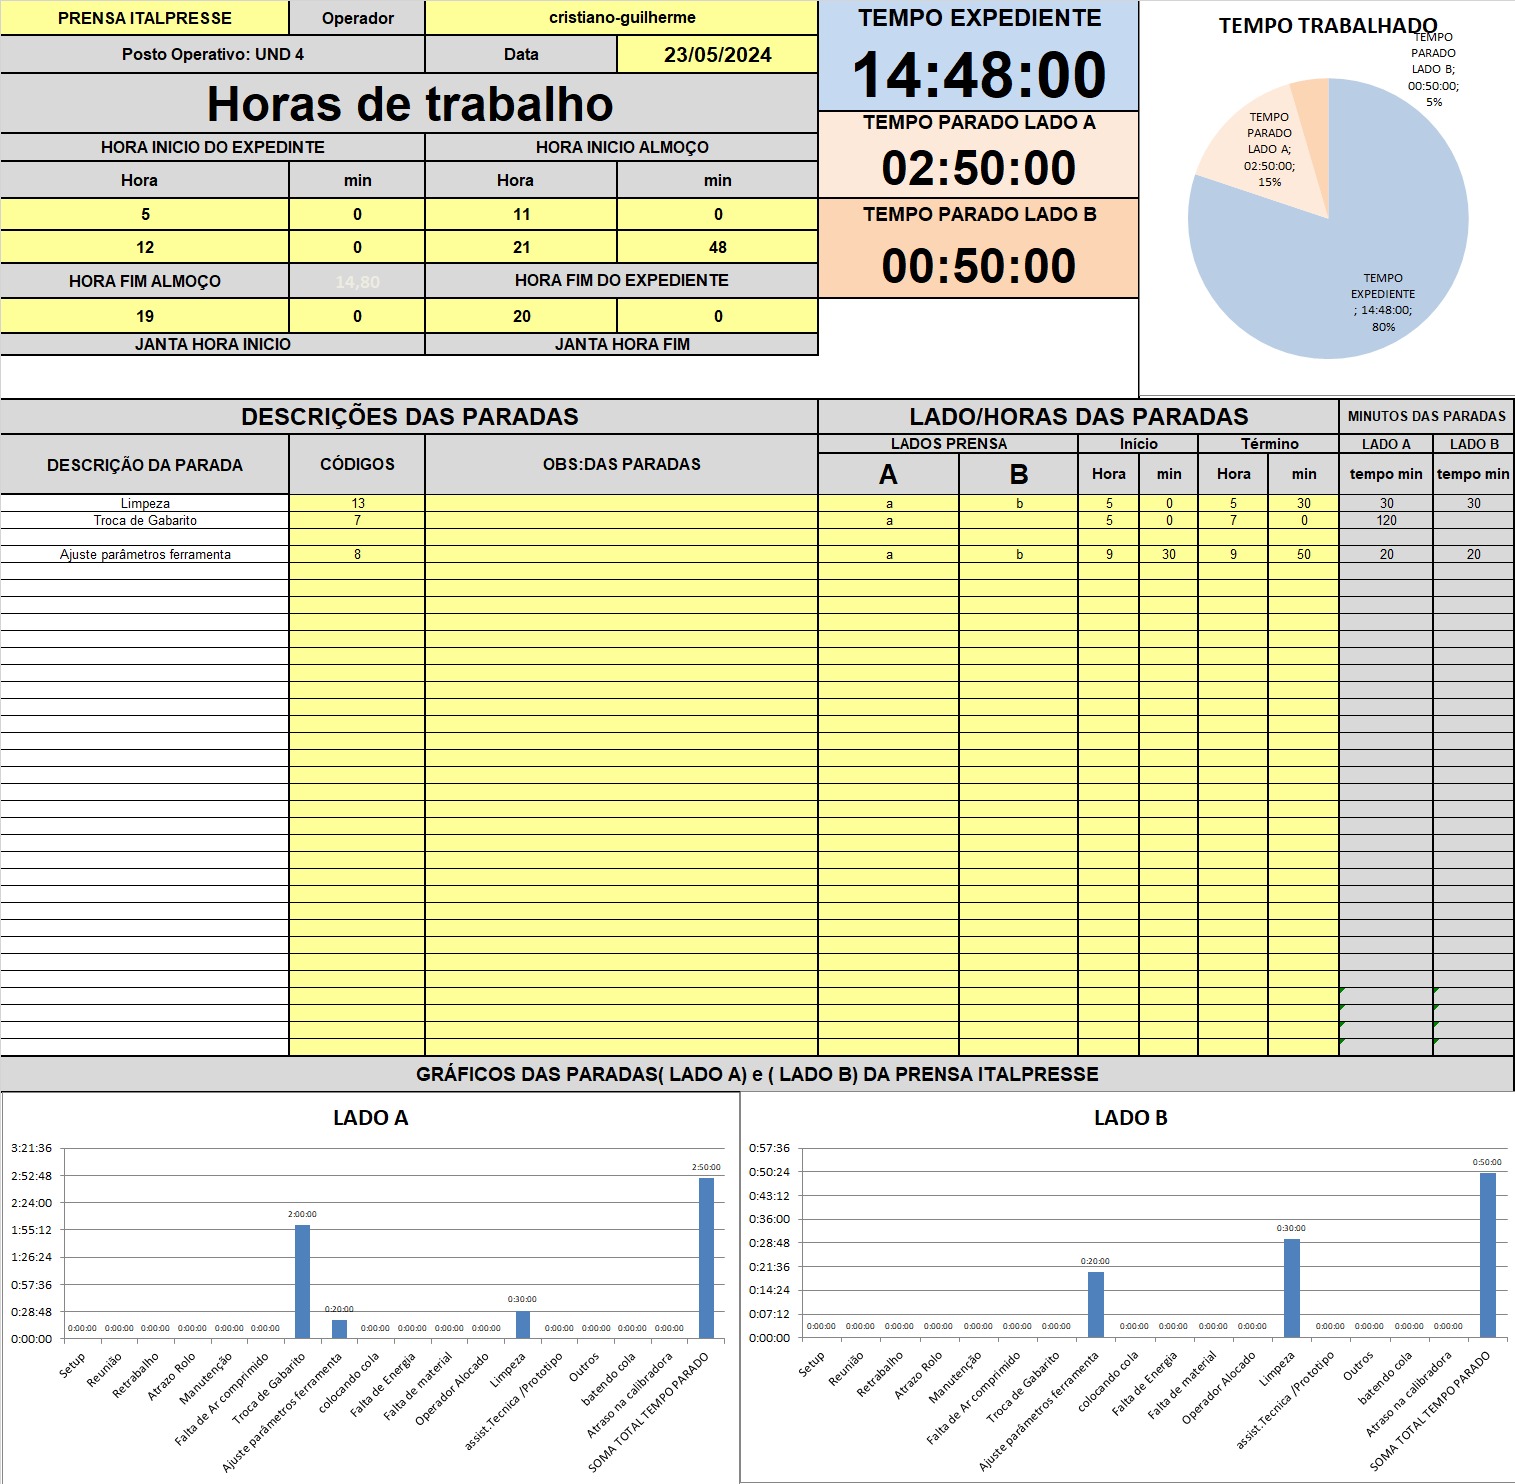 PRENSA ITALPRESSE Operador cristiano-guilherme
Posto Operativo: UND 4 Data 23/05/2024
Horas de trabalho
HORA INICIO DO EXPEDINTE HORA INICIO ALMOÇO
Hora min Hora min
5 0 11 0
12 0 21 48
HORA FIM ALMOÇO 14,80 HORA FIM DO EXPEDIENTE
19 0 20 0
JANTA HORA INICIO JANTA HORA FIM
TEMPO EXPEDIENTE
14:48:00
TEMPO PARADO LADO A
02:50:00
TEMPO PARADO LADO B
00:50:00
TEMPO TRABALHADO
TEMPO
PARADO
LADO B;
00:50:00;
5%
TEMPO
PARADO
LADO A;
02:50:00;
15%
TEMPO
EXPEDIENTE
; 14:48:00;
80%
DESCRIÇÕES DAS PARADAS LADO/HORAS DAS PARADAS MINUTOS DAS PARADAS
LADOS PRENSA Início Término LADO A LADO B
DESCRIÇÃO DA PARADA CÓDIGOS OBS:DAS PARADAS A B Hora min Hora min tempo min tempo min
Limpeza 13 a b 5 0 5 30 30 30
Troca de Gabarito 7 a 5 0 7 0 120
Ajuste parâmetros ferramenta 8 a b 9 30 9 50 20 20
GRÁFICOS DAS PARADAS( LADO A) e ( LADO B) DA PRENSA ITALPRESSE
LADO A
3:21:36
2:52:48
2:24:00
1:55:12
1:26:24
0:57:36
0:28:48
0:00:00
0:00:00 0:00:00 0:00:00 0:00:00 0:00:00 0:00:00 2:00:00 0:20:00 0:00:00 0:00:00 0:00:00 0:00:00 0:30:00 0:00:00 0:00:00 0:00:00 0:00:00 2:50:00
Setup
Reunião
Retrabalho
Atrazo Rolo
Manutenção
Falta de Ar comprimido
Troca de Gabarito
Ajuste parâmetros ferramenta
colocando cola
Falta de Energia
Falta de material
Operador Alocado
Limpeza
assist.Tecnica /Prototipo
Outros
batendo cola
Atraso na calibradora
SOMA TOTAL TEMPO PARADO
LADO B
0:57:36
0:50:24
0:43:12
0:36:00
0:28:48
0:21:36
0:14:24
0:07:12
0:00:00
0:00:00 0:00:00 0:00:00 0:00:00 0:00:00 0:00:00 0:00:00 0:20:00 0:00:00 0:00:00 0:00:00 0:00:00 0:30:00 0:00:00 0:00:00 0:00:00 0:00:00 0:50:00
Setup
Reunião
Retrabalho
Atrazo Rolo
Manutenção
Falta de Ar comprimido
Troca de Gabarito
Ajuste parâmetros ferramenta
colocando cola
Falta de Energia
Falta de material
Operador Alocado
Limpeza
assist.Tecnica /Prototipo
Outros
batendo cola
Atraso na calibradora
SOMA TOTAL TEMPO PARADO